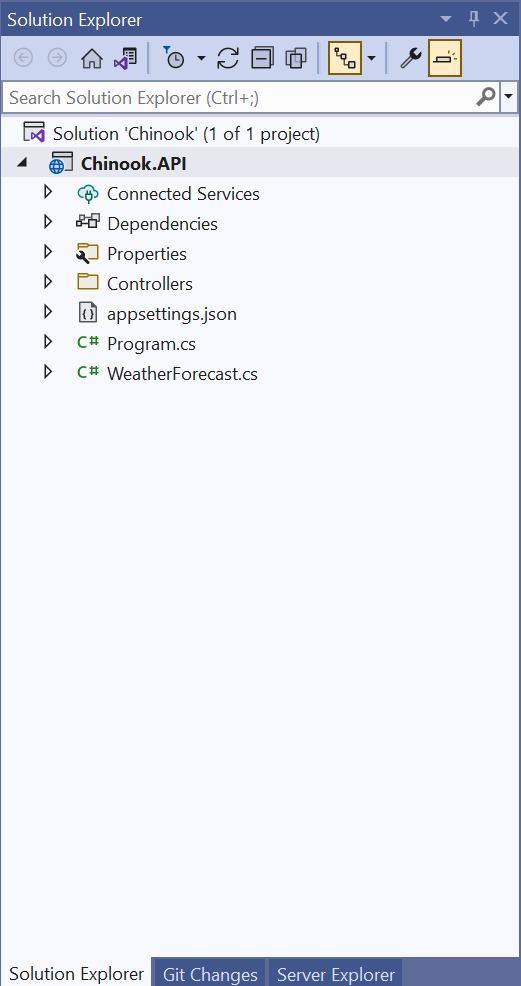 Solution Explorer
Search Solution Explorer (Ctrl+;)
Solution 'Chinook' (1 of 1 project)
Chinook.API
Connected Services
Dependencies
Properties
Controllers
appsettings.json
C# Program.cs
C# WeatherForecast.cs
Solution Explorer Git Changes Server Explorer